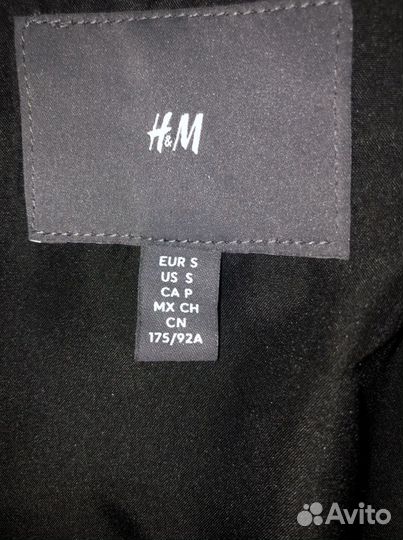 H&M
EUR S
US S
CA P
MX CH
CN
175/92A
Avito